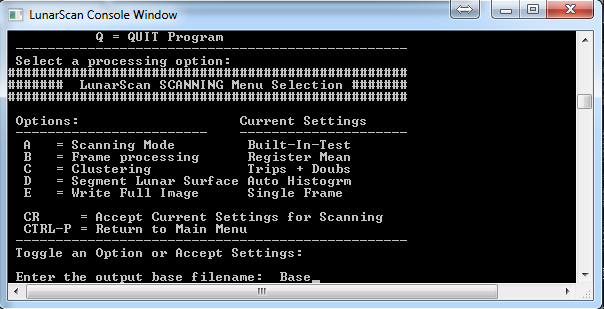 LunarScan Console Window
Q = QUIT Program
--------------------------------------------------
Select a processing option:
##################################################
####### LunarScan SCANNING Menu Selection #######
##################################################
Options: Current Settings
------------------------- ---------------------
A = Scanning Mode Built-In-Test
B = Frame processing Register Mean
C = Clustering Trips + Doubs
D = Segment Lunar Surface Auto Histogrm
E = Write Full Image Single Frame
CR = Accept Current Settings for Scanning
CTRL-P = Return to Main Menu
--------------------------------------------------
Toggle an Option or Accept Settings:
Enter the output base filename: Base_